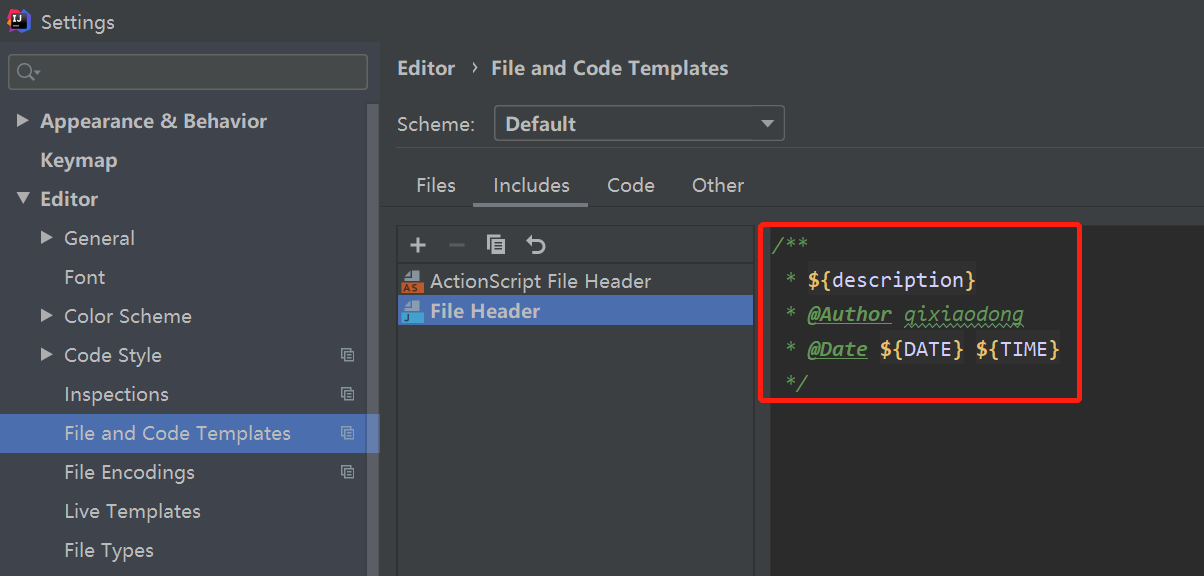 Settings
Appearance & Behavior
Keymap
Editor
General
Font
Color Scheme
Code Style
Inspections
File and Code Templates
File Encodings
Live Templates
File Types
Editor › File and Code Templates
Scheme: Default
Files Includes Code Other
ActionScript File Header
File Header
/**
* ${description}
* @Author qixiaodong
* @Date ${DATE} ${TIME}
*/